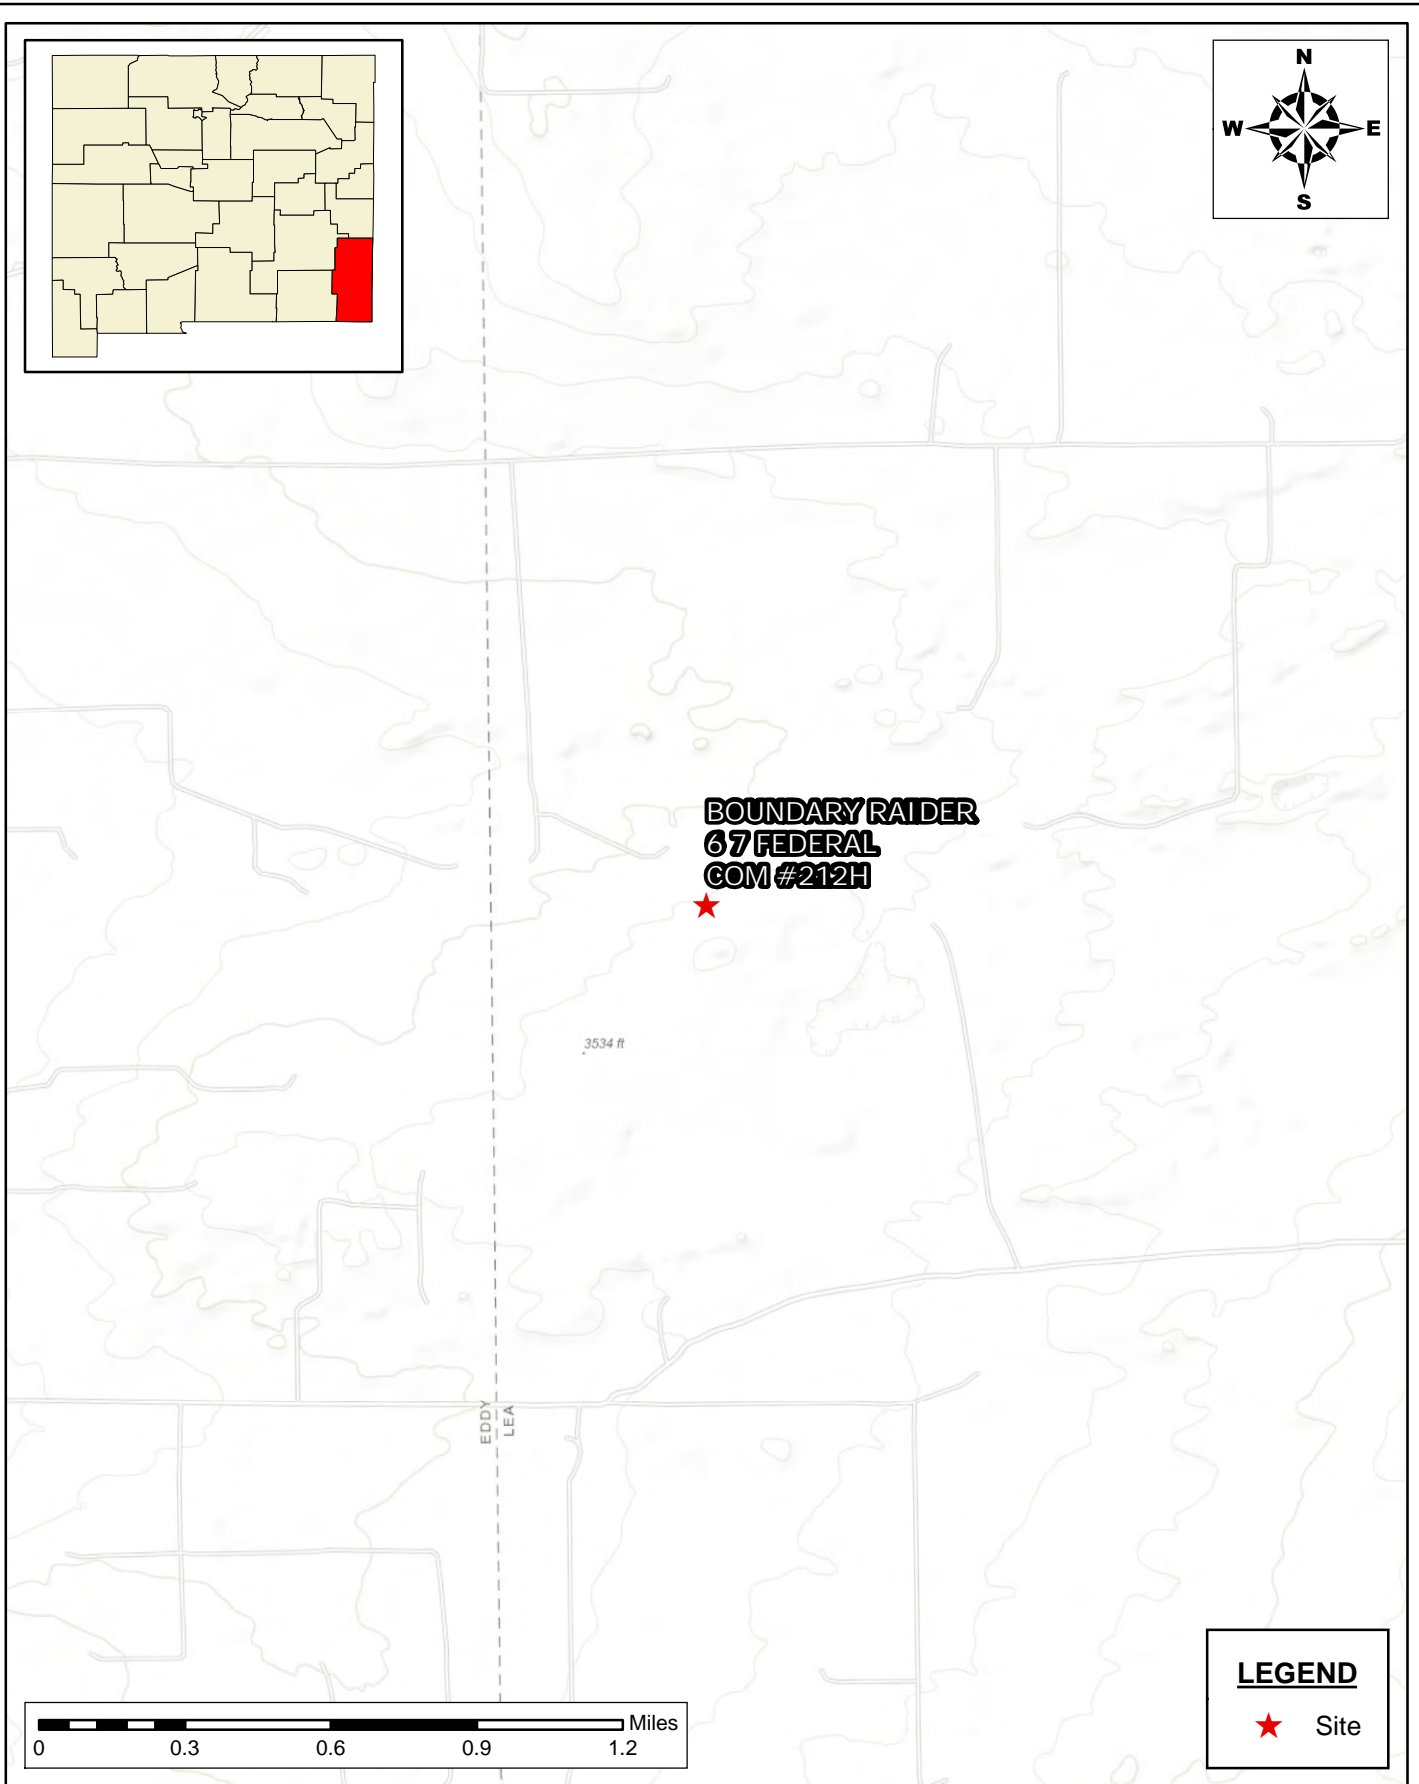 N
W E
S
BOUNDARY RAIDER
6 7 FEDERAL
COM #212H
3534 ft
EDDY
LEA
LEGEND
Site
Miles
0 0.3 0.6 0.9 1.2